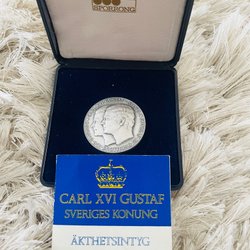 SPORRONG
CARL XVI GUSTAF
SVERIGES KONUNG
ÄKTHETSINTYG